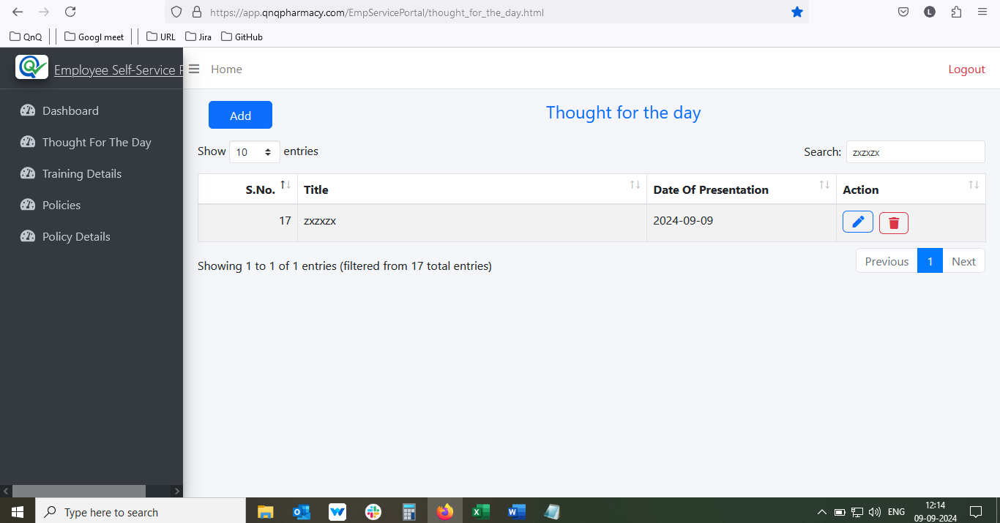 https://app.qnqpharmacy.com/EmpServicePortal/thought_for_the_day.html
L
QnQ
Googl meet
URL
Jira
GitHub
Employee Self-Service P
Home
Logout
Dashboard
Thought For The Day
Training Details
Policies
Policy Details
Add
Thought for the day
Show 10 entries
Search: zxzxzx
S.No. Title Date Of Presentation Action
17 zxzxzx 2024-09-09
Showing 1 to 1 of 1 entries (filtered from 17 total entries)
Previous 1 Next
Type here to search
ENG
12:14
09-09-2024